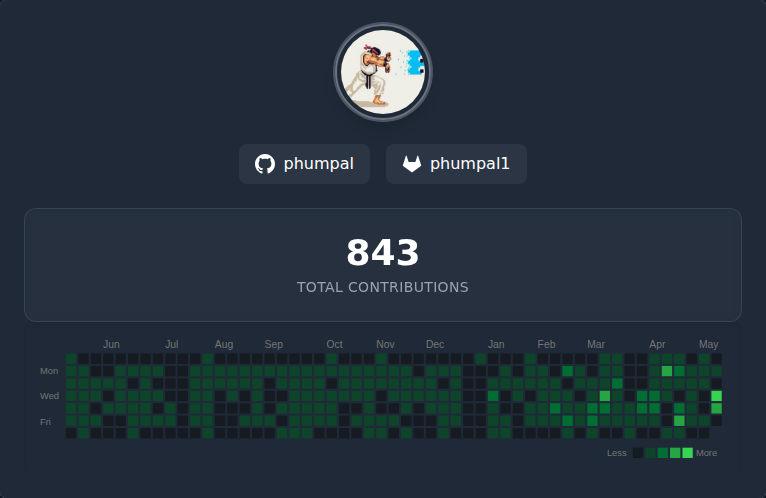 phumpal phumpal1
843
TOTAL CONTRIBUTIONS
Jun Jul Aug Sep Oct Nov Dec Jan Feb Mar Apr May
Mon
Wed
Fri
Less More